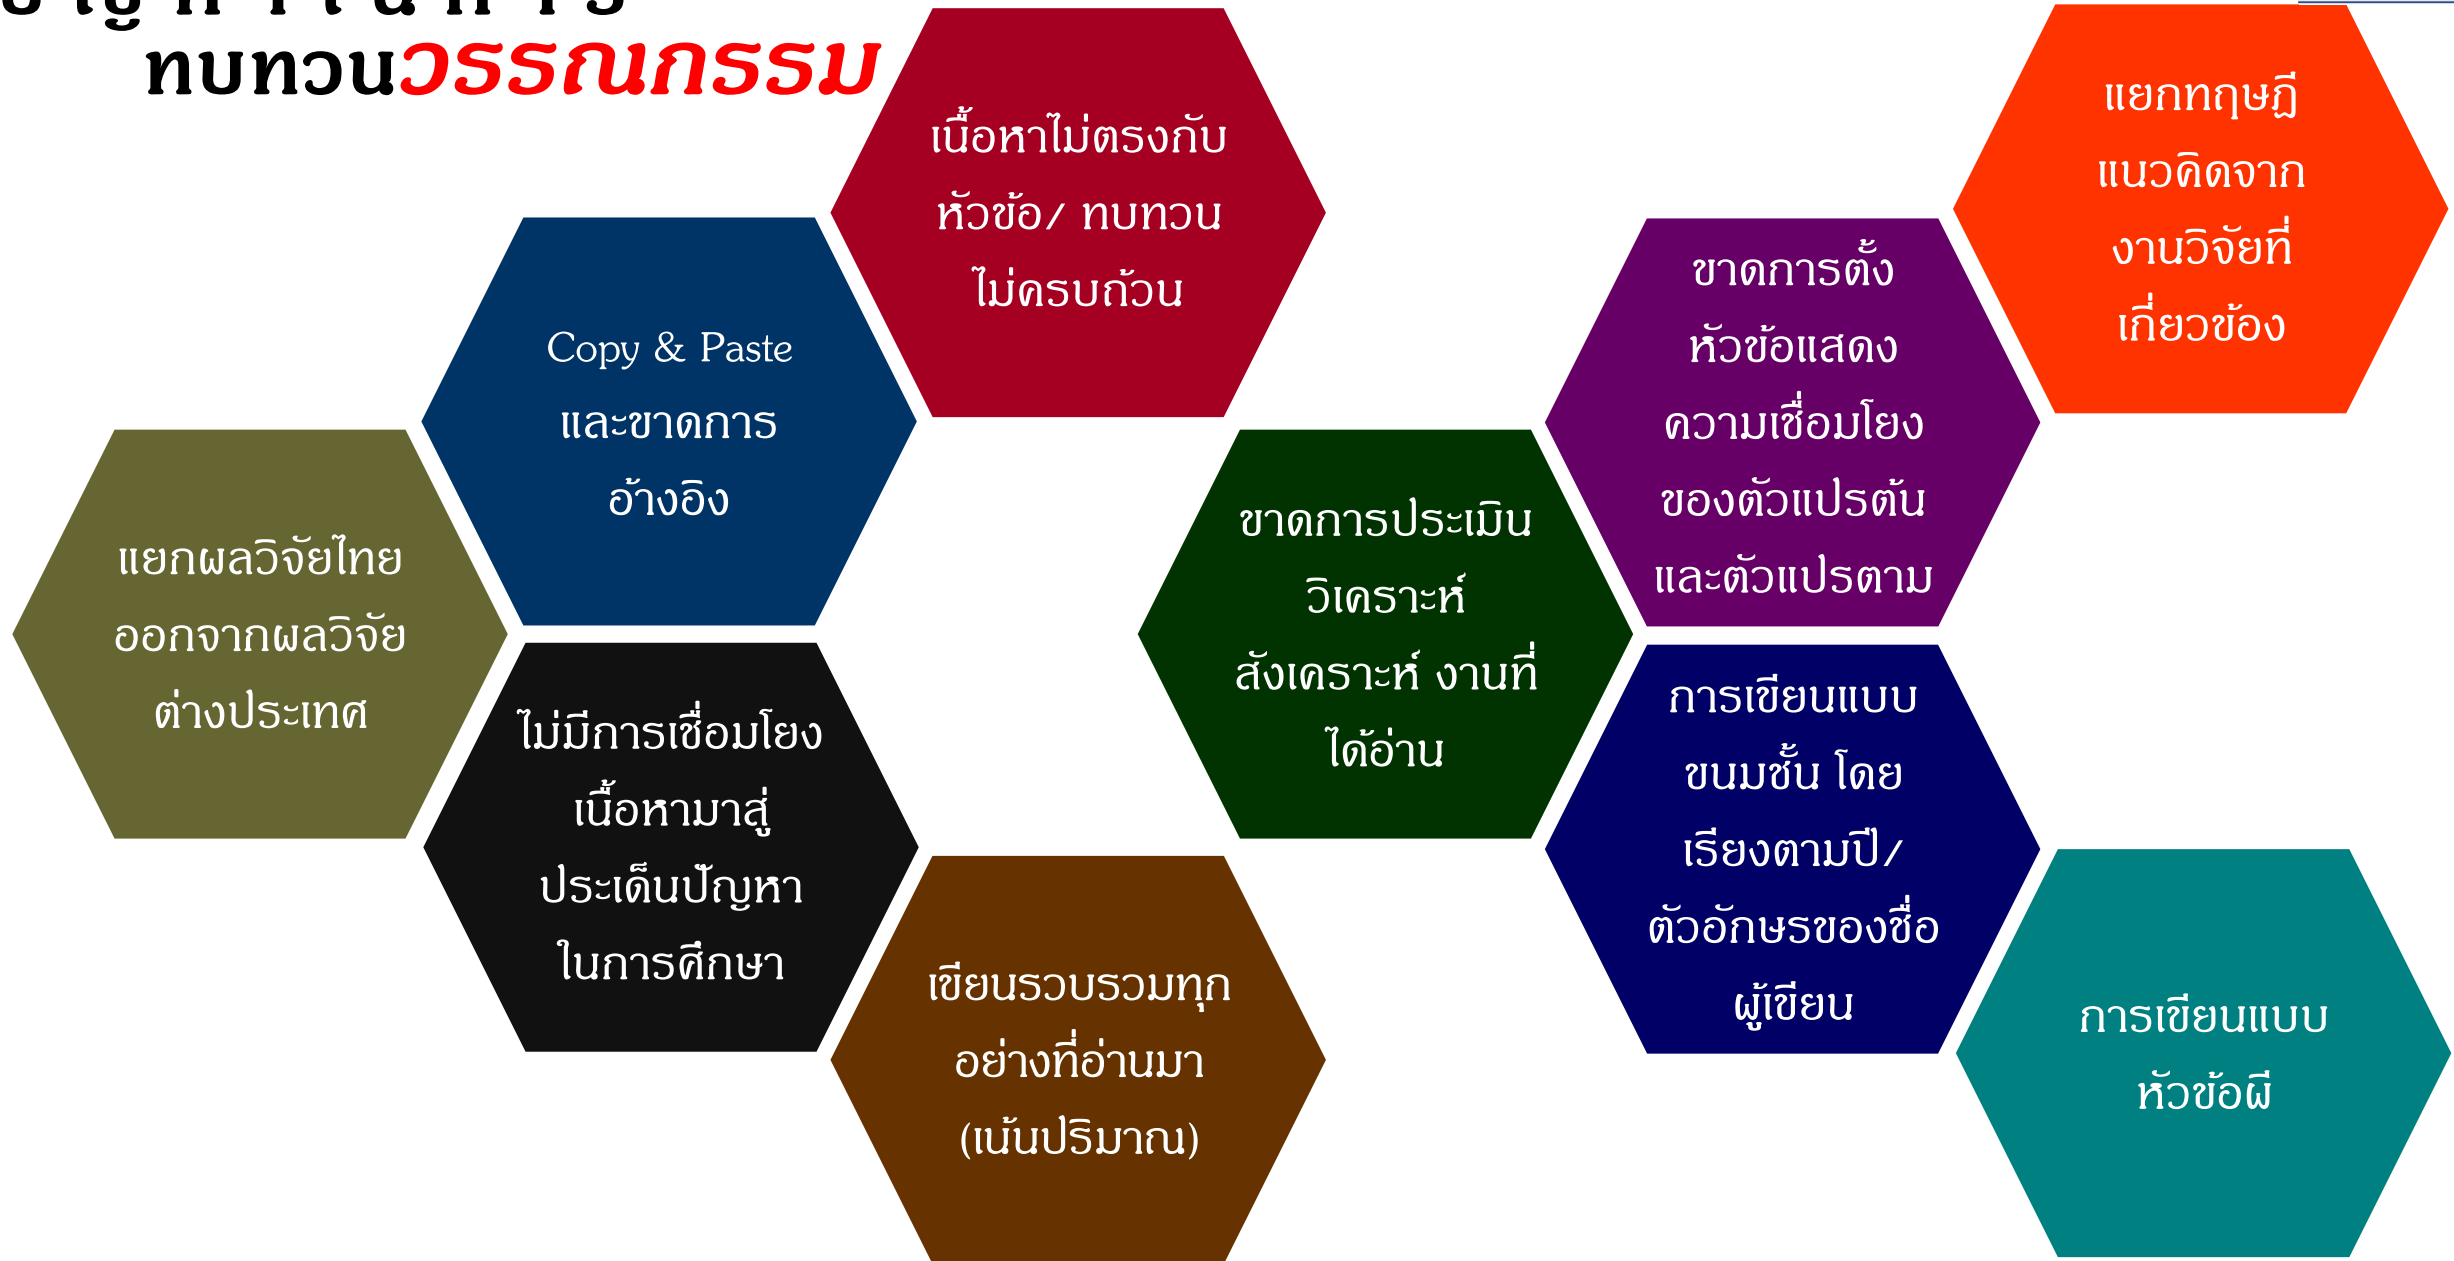 ทบทวนวรรณกรรม
เนื้อหาไม่ตรงกับ
หัวข้อ/ ทบทวน
ไม่ครบถ้วน
แยกทฤษฎี
แนวคิดจาก
งานวิจัยที่
เกี่ยวข้อง
Copy & Paste
และขาดการ
อ้างอิง
ขาดการตั้ง
หัวข้อแสดง
ความเชื่อมโยง
ของตัวแปรต้น
และตัวแปรตาม
แยกผลวิจัยไทย
ออกจากผลวิจัย
ต่างประเทศ
ขาดการประเมิน
วิเคราะห์
สังเคราะห์ งานที่
ได้อ่าน
ไม่มีการเชื่อมโยง
เนื้อหามาสู่
ประเด็นปัญหา
ในการศึกษา
การเขียนแบบ
ขนมชั้น โดย
เรียงตามปี/
ตัวอักษรของชื่อ
ผู้เขียน
เขียนรวบรวมทุก
อย่างที่อ่านมา
(เน้นปริมาณ)
การเขียนแบบ
หัวข้อผี